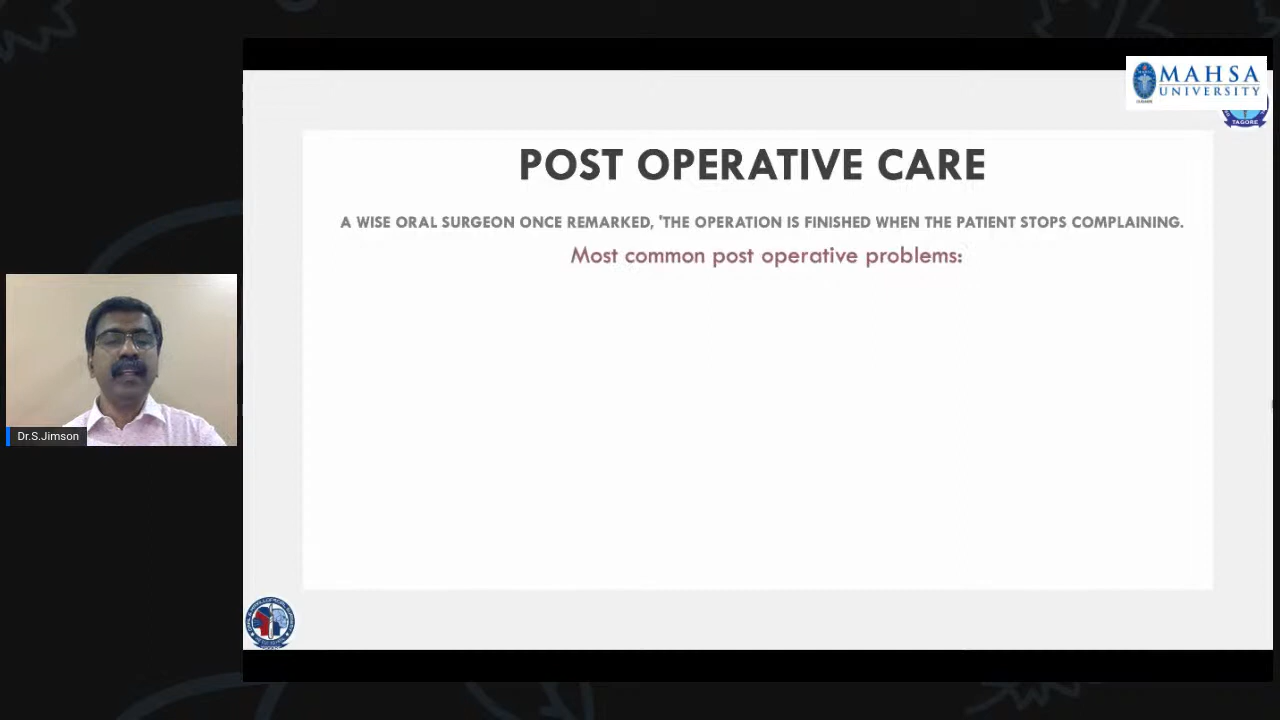 MAHSA
UNIVERSITY
TAGORE
POST OPERATIVE CARE
A WISE ORAL SURGEON ONCE REMARKED, 'THE OPERATION IS FINISHED WHEN THE PATIENT STOPS COMPLAINING.
Most common post operative problems:
Dr.S.Jimson